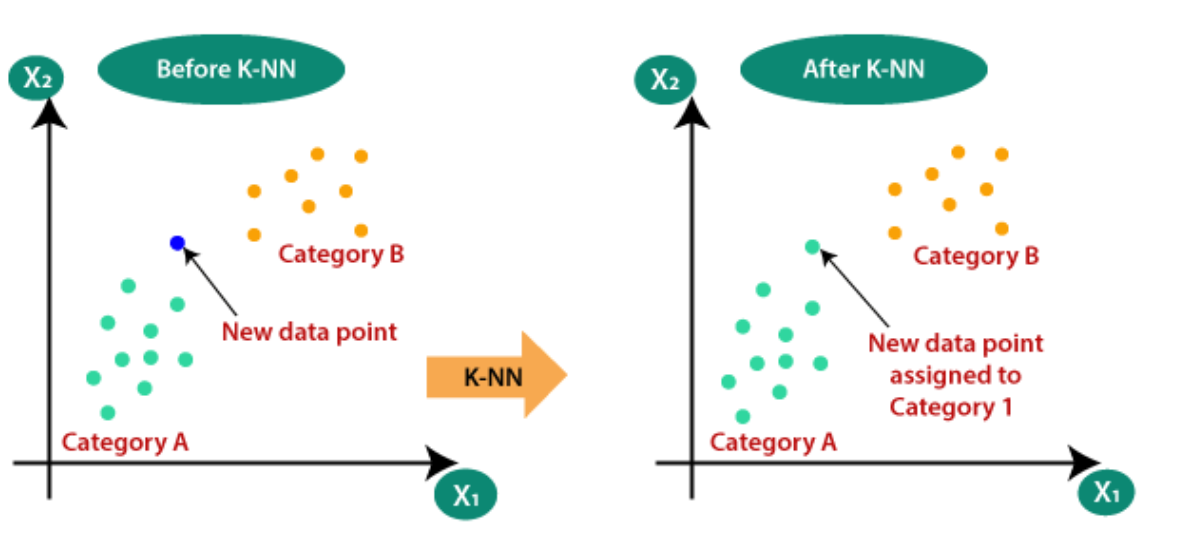 Before K-NN
X₂
Category B
New data point
Category A
X₁
K-NN
After K-NN
X₂
Category B
New data point
assigned to
Category 1
Category A
X₁